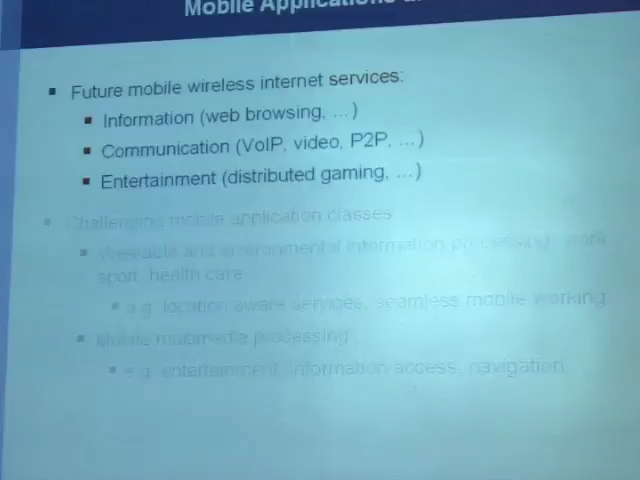 Mobile Applications
Future mobile wireless internet services:
Information (web browsing, ...)
Communication (VoIP, video, P2P, ...)
Entertainment (distributed gaming, ...)
Challenging mobile application classes
Wearable and environmental information processing: work
sport, health care
e.g. location aware services, seamless mobile working
Mobile multimedia processing
e.g. entertainment, information access, navigation